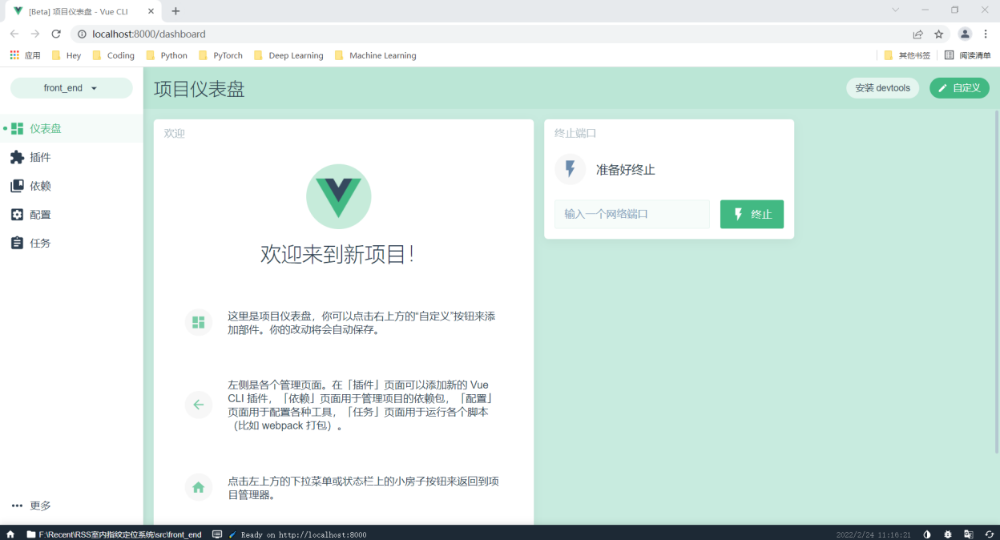 [Beta] 项目仪表盘 - Vue CLI
localhost:8000/dashboard
应用 Hey Coding Python PyTorch Deep Learning Machine Learning 其他书签 阅读清单
front_end
项目仪表盘
安装 devtools
自定义
仪表盘
插件
依赖
配置
任务
更多
欢迎
欢迎来到新项目！
这里是项目仪表盘，你可以点击右上方的“自定义”按钮来添
加部件。你的改动将会自动保存。
左侧是各个管理页面。在「插件」页面可以添加新的 Vue
CLI 插件，「依赖」页面用于管理项目的依赖包，「配置」
页面用于配置各种工具，「任务」页面用于运行各个脚本
（比如 webpack 打包）。
点击左上方的下拉菜单或状态栏上的小房子按钮来返回到项
目管理器。
终止端口
准备好终止
输入一个网络端口
终止
F:\Recent\RSS室内指纹定位系统\src\front_end
Ready on http://localhost:8000
2022/2/24 11:16:21